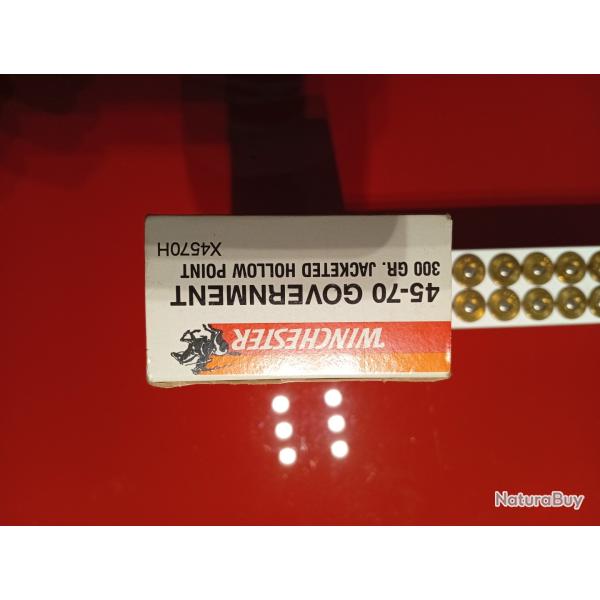 WINCHESTER
45-70 GOVERNMENT
300 GR. JACKETED HOLLOW POINT
X4570H
NaturaBuy